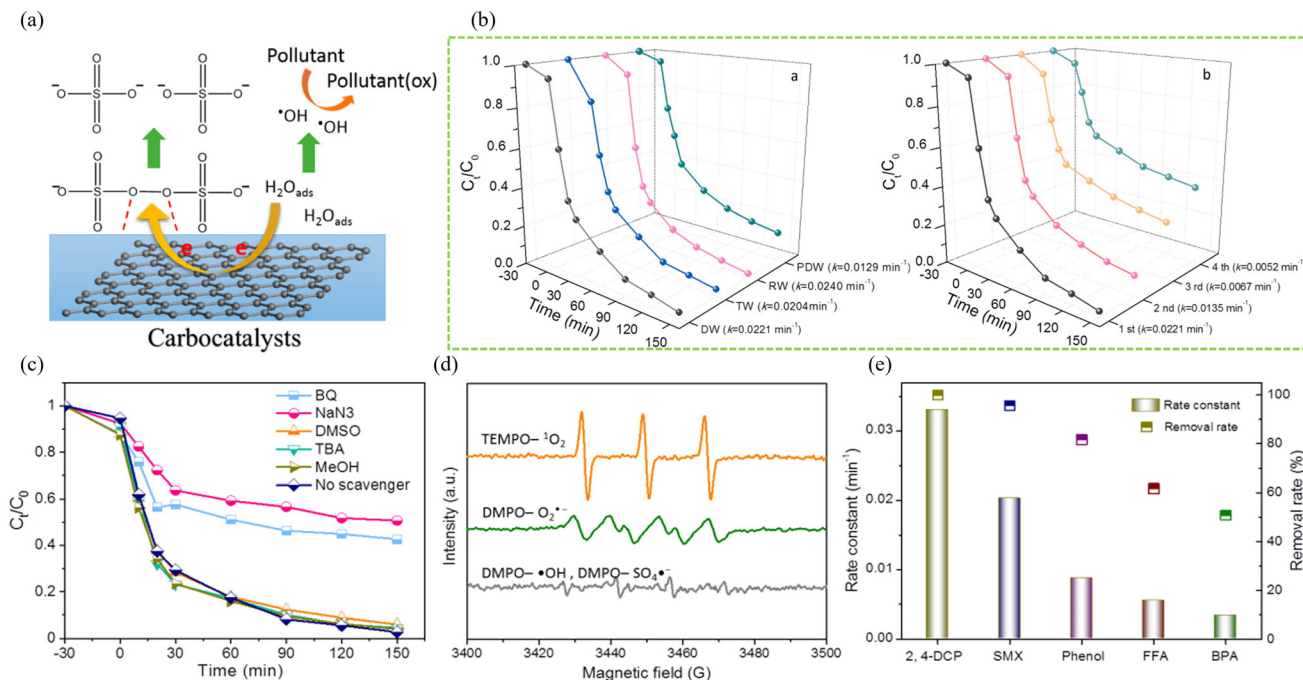 (a)
O
O
⁻O—S—O⁻
⁻O—S—O⁻
O
O
Pollutant
Pollutant(ox)
•OH
•OH
O
O
⁻O—S—O—O—S—O⁻
O
O
H₂Oads
H₂Oads
e
e
Carbocatalysts
(b)
a
Cₜ/C₀
1.0
0.8
0.6
0.4
0.2
0.0
-30
0
30
60
90
120
150
Time (min)
PDW (k=0.0129 min⁻¹)
RW (k=0.0240 min⁻¹)
TW (k=0.0204min⁻¹)
DW (k=0.0221 min⁻¹)
b
Cₜ/C₀
1.0
0.8
0.6
0.4
0.2
0.0
-30
0
30
60
90
120
150
Time (min)
4 th (k=0.0052 min⁻¹)
3 rd (k=0.0067 min⁻¹)
2 nd (k=0.0135 min⁻¹)
1 st (k=0.0221 min⁻¹)
(c)
Cₜ/C₀
1
0.8
0.6
0.4
0.2
0
BQ
NaN3
DMSO
TBA
MeOH
No scavenger
-30
0
30
60
90
120
150
Time (min)
(d)
Intensity (a.u.)
TEMPO– ¹O₂
DMPO– O₂•⁻
DMPO– •OH , DMPO– SO₄•⁻
3400
3420
3440
3460
3480
3500
Magnetic field (G)
(e)
Rate constant (min⁻¹)
0.03
0.02
0.01
0.00
Rate constant
Removal rate
100
80
60
40
20
10
0
Removal rate (%)
2, 4-DCP
SMX
Phenol
FFA
BPA